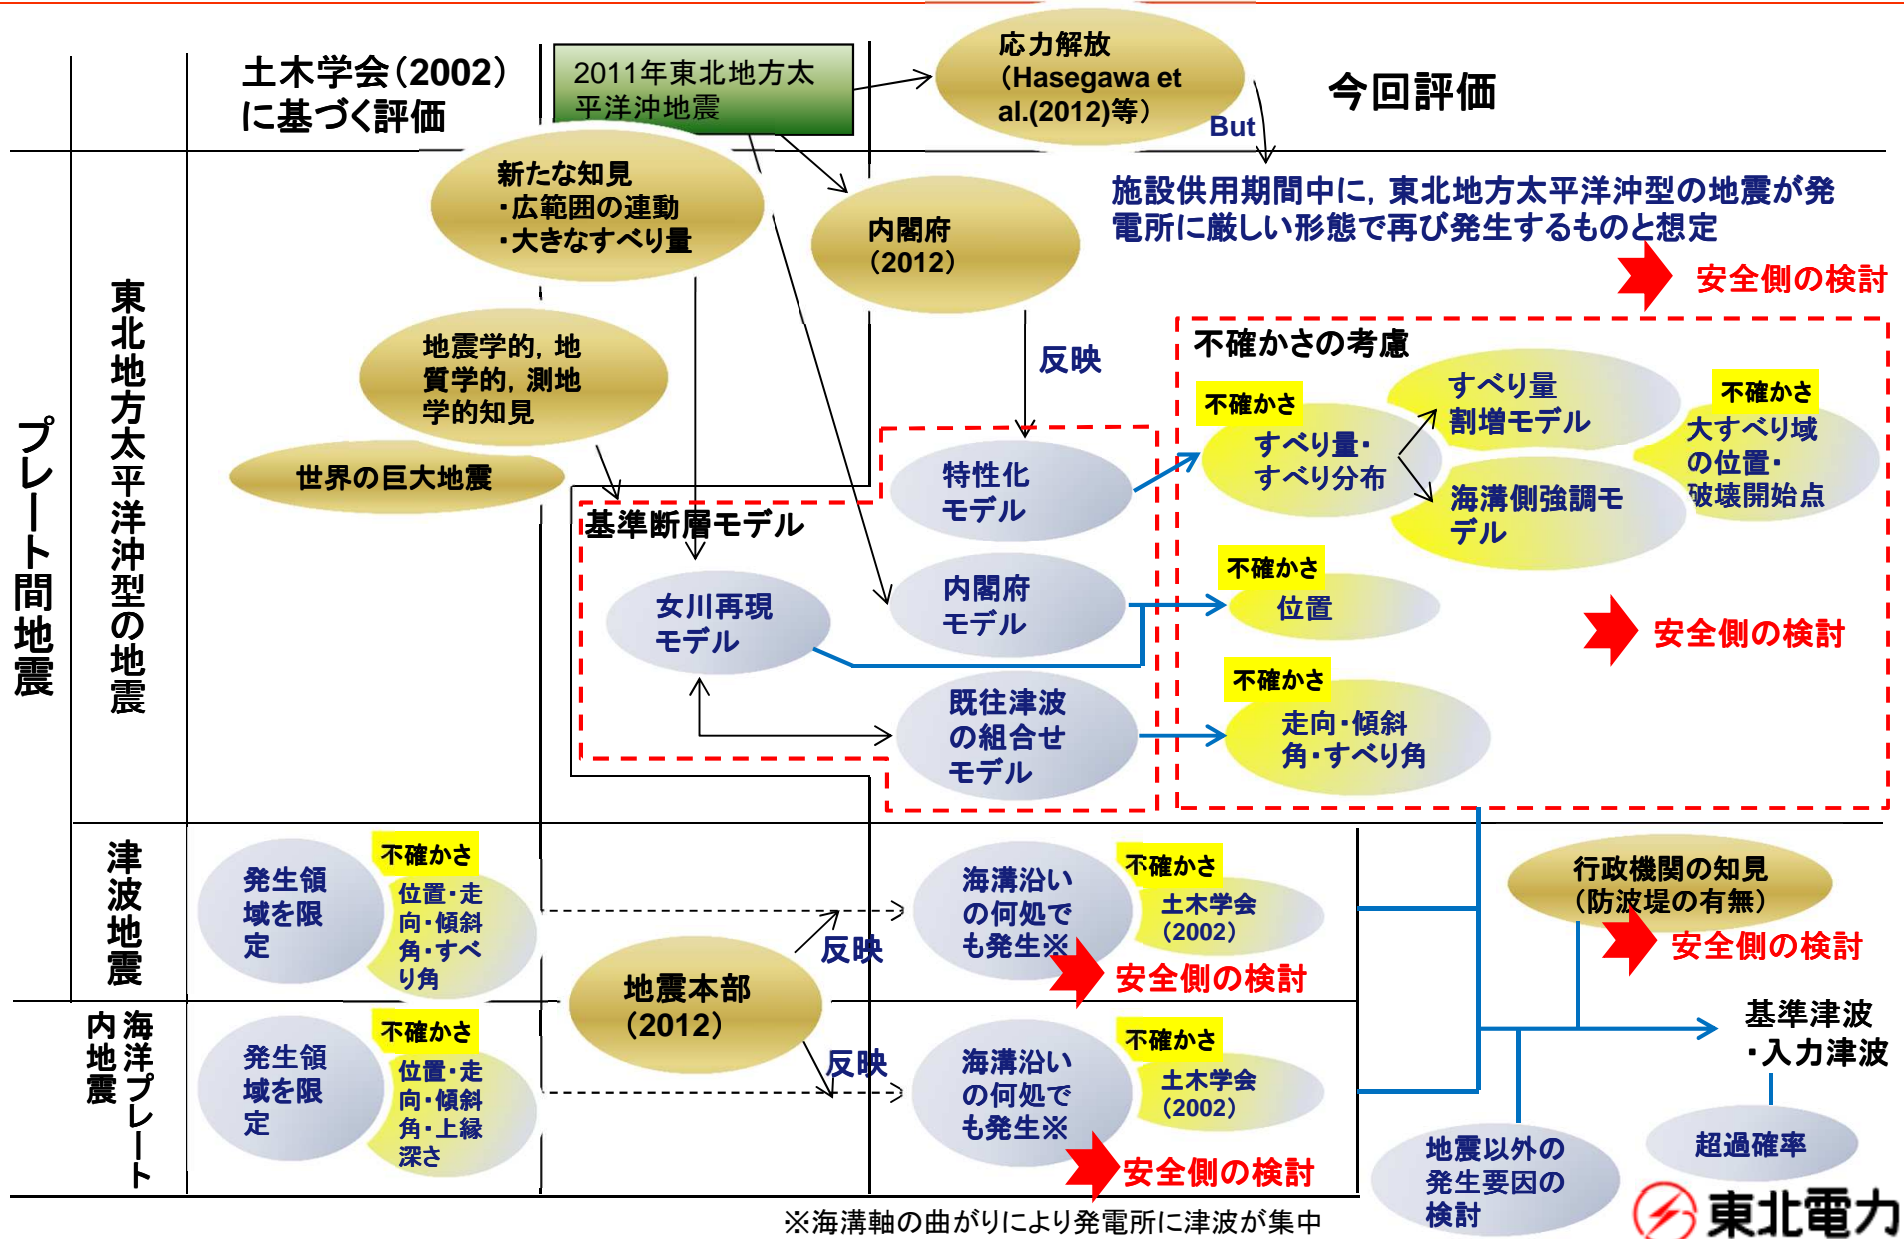 土木学会(2002)
に基づく評価
2011年東北地方太
平洋沖地震
応力解放
(Hasegawa et
al.(2012)等)
But
今回評価
プレート間地震
東北地方太平洋沖型の地震
新たな知見
・広範囲の連動
・大きなすべり量
内閣府
(2012)
施設供用期間中に,東北地方太平洋沖型の地震が発
電所に厳しい形態で再び発生するものと想定
安全側の検討
地震学的,地
質学的,測地
学的知見
世界の巨大地震
反映
基準断層モデル
特性化
モデル
女川再現
モデル
内閣府
モデル
既往津波
の組合せ
モデル
不確かさの考慮
不確かさ
すべり量・
すべり分布
すべり量
割増モデル
海溝側強調モ
デル
不確かさ
大すべり域
の位置・
破壊開始点
不確かさ
位置
安全側の検討
不確かさ
走向・傾斜
角・すべり角
津波地震
発生領
域を限
定
不確かさ
位置・走
向・傾斜
角・すべ
り角
反映
地震本部
(2012)
反映
海溝沿い
の何処で
も発生※
不確かさ
土木学会
(2002)
安全側の検討
行政機関の知見
(防波堤の有無)
安全側の検討
海洋プレート
内地震
発生領
域を限
定
不確かさ
位置・走
向・傾斜
角・上縁
深さ
海溝沿い
の何処で
も発生※
不確かさ
土木学会
(2002)
安全側の検討
基準津波
・入力津波
地震以外の
発生要因の
検討
超過確率
※海溝軸の曲がりにより発電所に津波が集中
東北電力